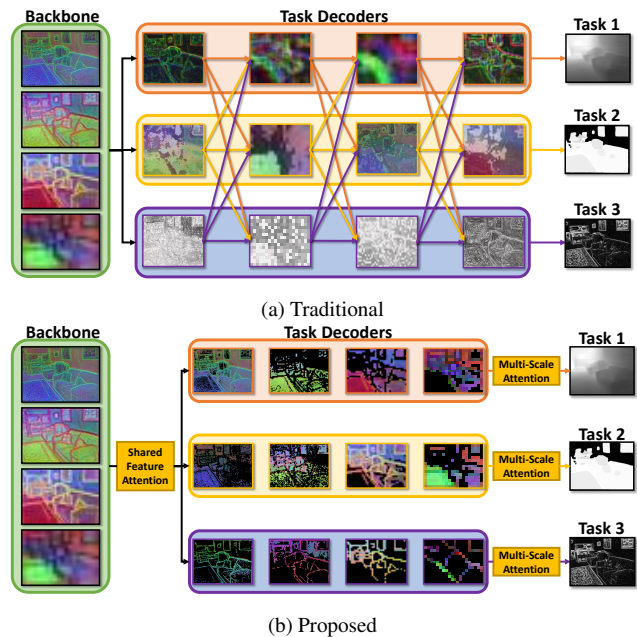 Backbone
Task Decoders
Task 1
Task 2
Task 3
(a) Traditional
Backbone
Task Decoders
Task 1
Multi-Scale
Attention
Shared
Feature
Attention
Task 2
Multi-Scale
Attention
Task 3
Multi-Scale
Attention
(b) Proposed